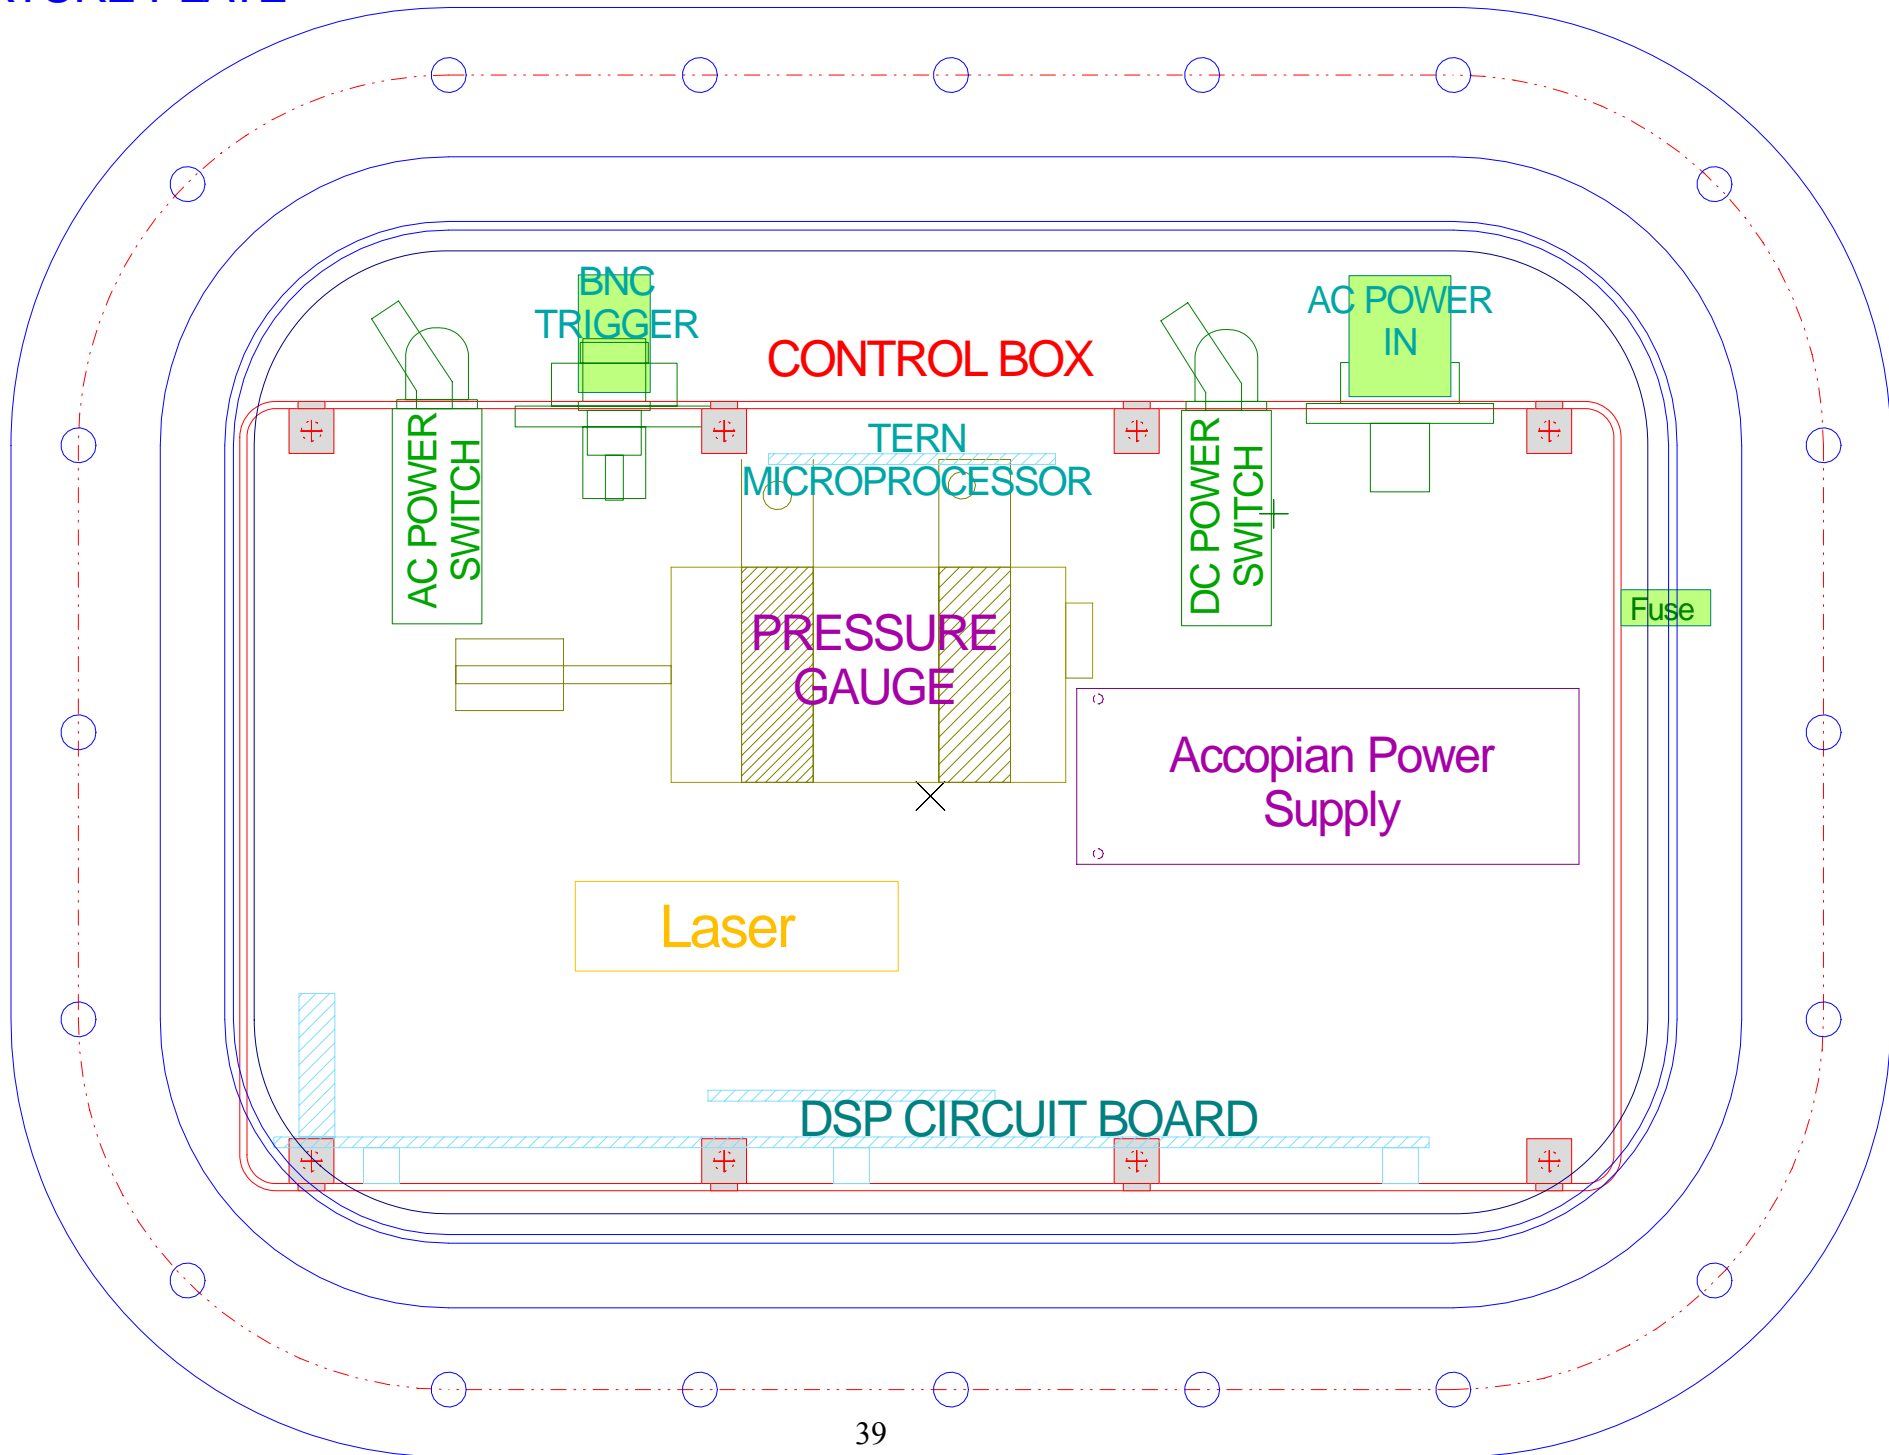 PLATE
BNC
TRIGGER
AC POWER
IN
CONTROL BOX
AC POWER
SWITCH
TERN
MICROPROCESSOR
DC POWER
SWITCH
Fuse
PRESSURE
GAUGE
Accopian Power
Supply
Laser
DSP CIRCUIT BOARD
39